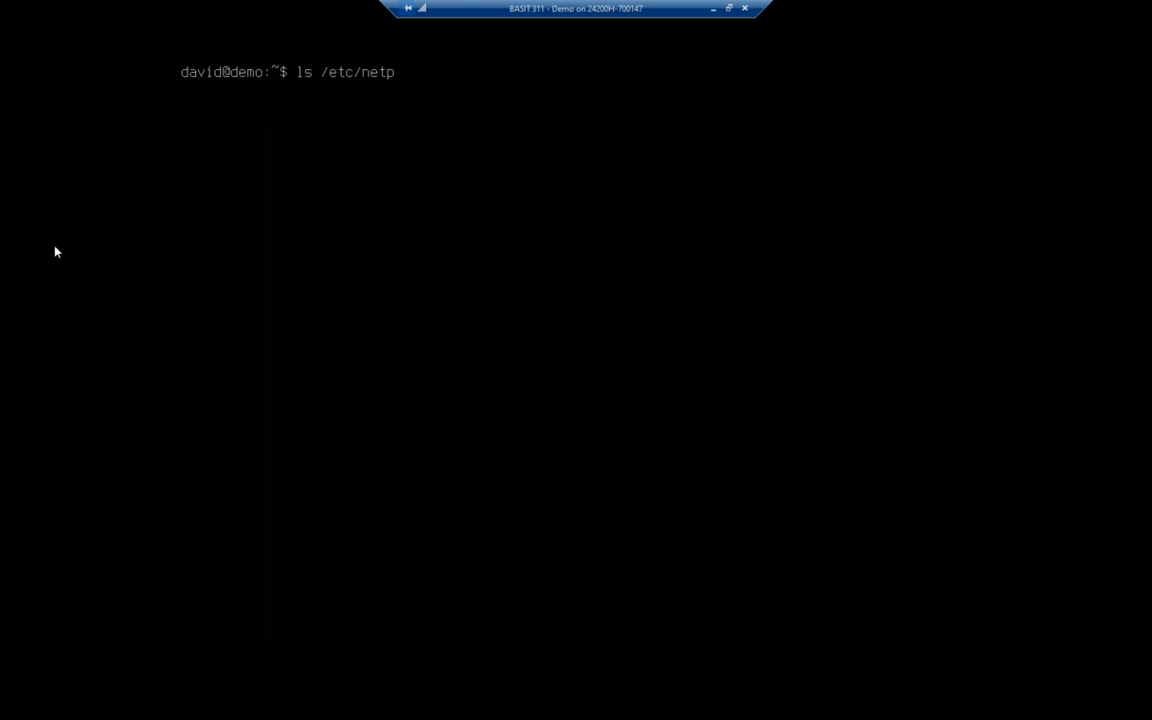 BASIT 311 - Demo on 24200H-700147
david@demo:~$ ls /etc/netp